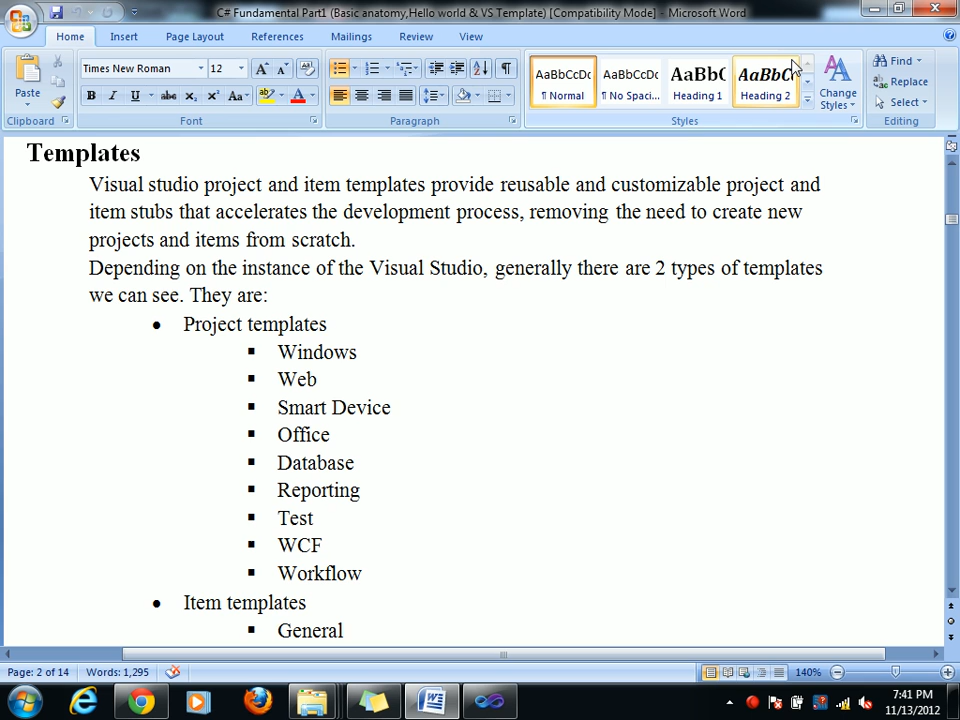 C# Fundamental Part1 (Basic anatomy,Hello world & VS Template) [Compatibility Mode] - Microsoft Word
Home Insert Page Layout References Mailings Review View
Paste
Times New Roman 12
AaBbCcDc AaBbCcDc AaBbC AaBbC
B I U abc x₂ x² Aa A
¶ Normal ¶ No Spaci... Heading 1 Heading 2
Change Styles
Find
Replace
Select
Clipboard Font Paragraph Styles Editing
Templates
Visual studio project and item templates provide reusable and customizable project and
item stubs that accelerates the development process, removing the need to create new
projects and items from scratch.
Depending on the instance of the Visual Studio, generally there are 2 types of templates
we can see. They are:
• Project templates
▪ Windows
▪ Web
▪ Smart Device
▪ Office
▪ Database
▪ Reporting
▪ Test
▪ WCF
▪ Workflow
• Item templates
▪ General
Page: 2 of 14 Words: 1,295 140%
7:41 PM
11/13/2012